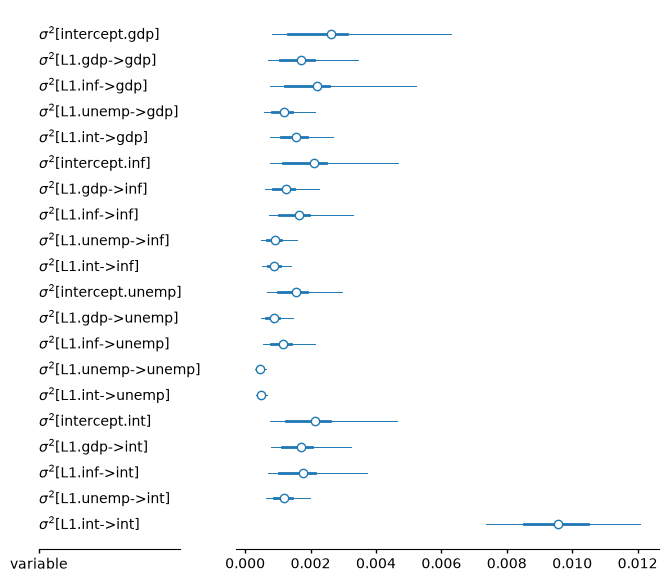 σ²[intercept.gdp]
σ²[L1.gdp->gdp]
σ²[L1.inf->gdp]
σ²[L1.unemp->gdp]
σ²[L1.int->gdp]
σ²[intercept.inf]
σ²[L1.gdp->inf]
σ²[L1.inf->inf]
σ²[L1.unemp->inf]
σ²[L1.int->inf]
σ²[intercept.unemp]
σ²[L1.gdp->unemp]
σ²[L1.inf->unemp]
σ²[L1.unemp->unemp]
σ²[L1.int->unemp]
σ²[intercept.int]
σ²[L1.gdp->int]
σ²[L1.inf->int]
σ²[L1.unemp->int]
σ²[L1.int->int]
variable 0.000 0.002 0.004 0.006 0.008 0.010 0.012